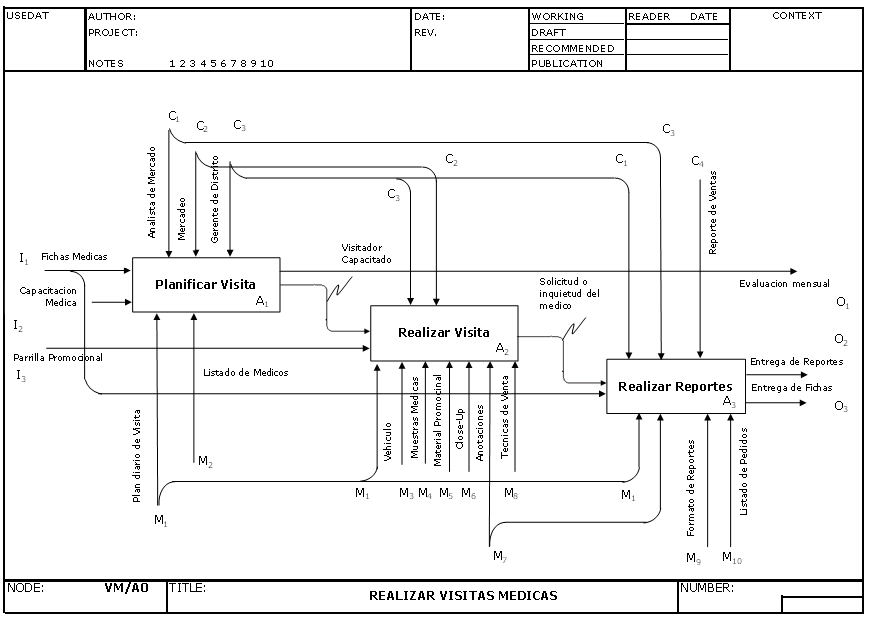 USEDAT
AUTHOR:
PROJECT:
NOTES 1 2 3 4 5 6 7 8 9 10
DATE:
REV.
WORKING
DRAFT
RECOMMENDED
PUBLICATION
READER DATE
CONTEXT
C1
C2
C3
C3
C2
C1
C4
C3
Analista de Mercado
Mercadeo
Gerente de Distrito
Reporte de Ventas
I1
Fichas Medicas
Capacitacion
Medica
I2
Parrilla Promocional
I3
Planificar Visita
A1
Visitador
Capacitado
Evaluacion mensual
O1
Solicitud o
inquietud del
medico
Realizar Visita
A2
O2
Listado de Medicos
Entrega de Reportes
Realizar Reportes
A3
Entrega de Fichas
O3
Plan diario de Visita
M2
Vehiculo
Muestras Medicas
Material Promocinal
Close-Up
Anotaciones
Tecnicas de Venta
Formato de Reportes
Listado de Pedidos
M1
M1
M3
M4
M5
M6
M8
M1
M7
M9
M10
NODE:
VM/AO
TITLE:
REALIZAR VISITAS MEDICAS
NUMBER: